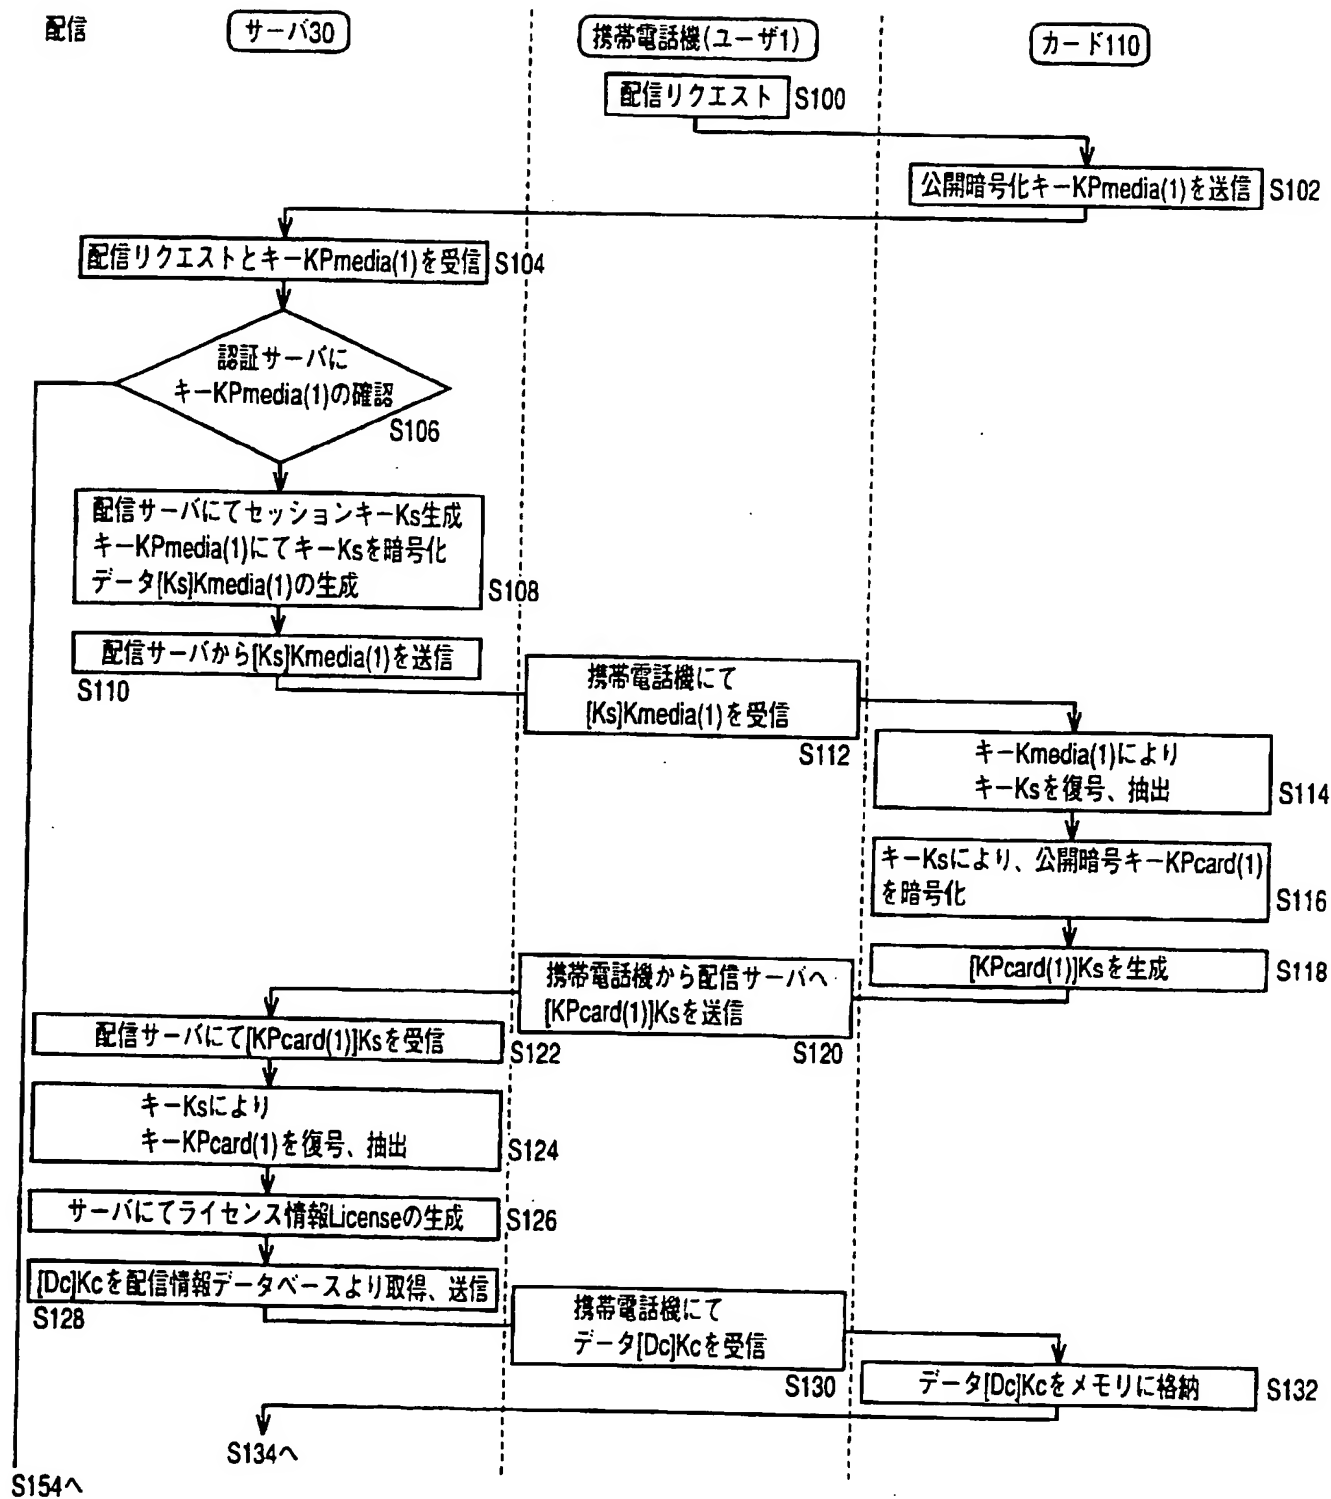 配信
サーバ30
携帯電話機(ユーザ1)
カード110
配信リクエスト
S100
公開暗号化キーKPmedia(1)を送信
S102
配信リクエストとキーKPmedia(1)を受信
S104
認証サーバに
キーKPmedia(1)の確認
S106
配信サーバにてセッションキーKs生成
キーKPmedia(1)にてキーKsを暗号化
データ[Ks]Kmedia(1)の生成
S108
配信サーバから[Ks]Kmedia(1)を送信
S110
携帯電話機にて
[Ks]Kmedia(1)を受信
S112
キーKmedia(1)により
キーKsを復号、抽出
S114
キーKsにより、公開暗号キーKPcard(1)
を暗号化
S116
[KPcard(1)]Ksを生成
S118
携帯電話機から配信サーバへ
[KPcard(1)]Ksを送信
S120
配信サーバにて[KPcard(1)]Ksを受信
S122
キーKsにより
キーKPcard(1)を復号、抽出
S124
サーバにてライセンス情報Licenseの生成
S126
[Dc]Kcを配信情報データベースより取得、送信
S128
携帯電話機にて
データ[Dc]Kcを受信
S130
データ[Dc]Kcをメモリに格納
S132
S134へ
S154へ